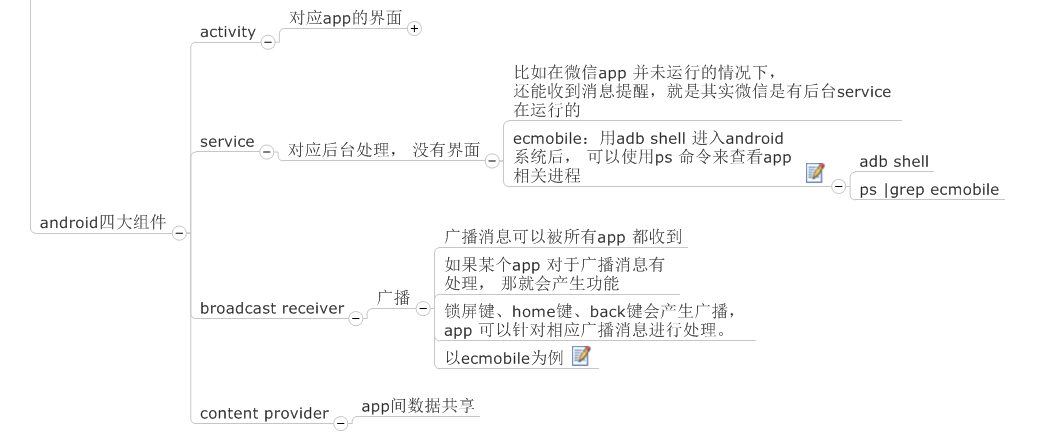 android四大组件
activity
对应app的界面
service
对应后台处理， 没有界面
比如在微信app 并未运行的情况下，
还能收到消息提醒，就是其实微信是有后台service
在运行的
ecmobile：用adb shell 进入android
系统后， 可以使用ps 命令来查看app
相关进程
adb shell
ps |grep ecmobile
broadcast receiver
广播
广播消息可以被所有app 都收到
如果某个app 对于广播消息有
处理， 那就会产生功能
锁屏键、home键、back键会产生广播，
app 可以针对相应广播消息进行处理。
以ecmobile为例
content provider
app间数据共享